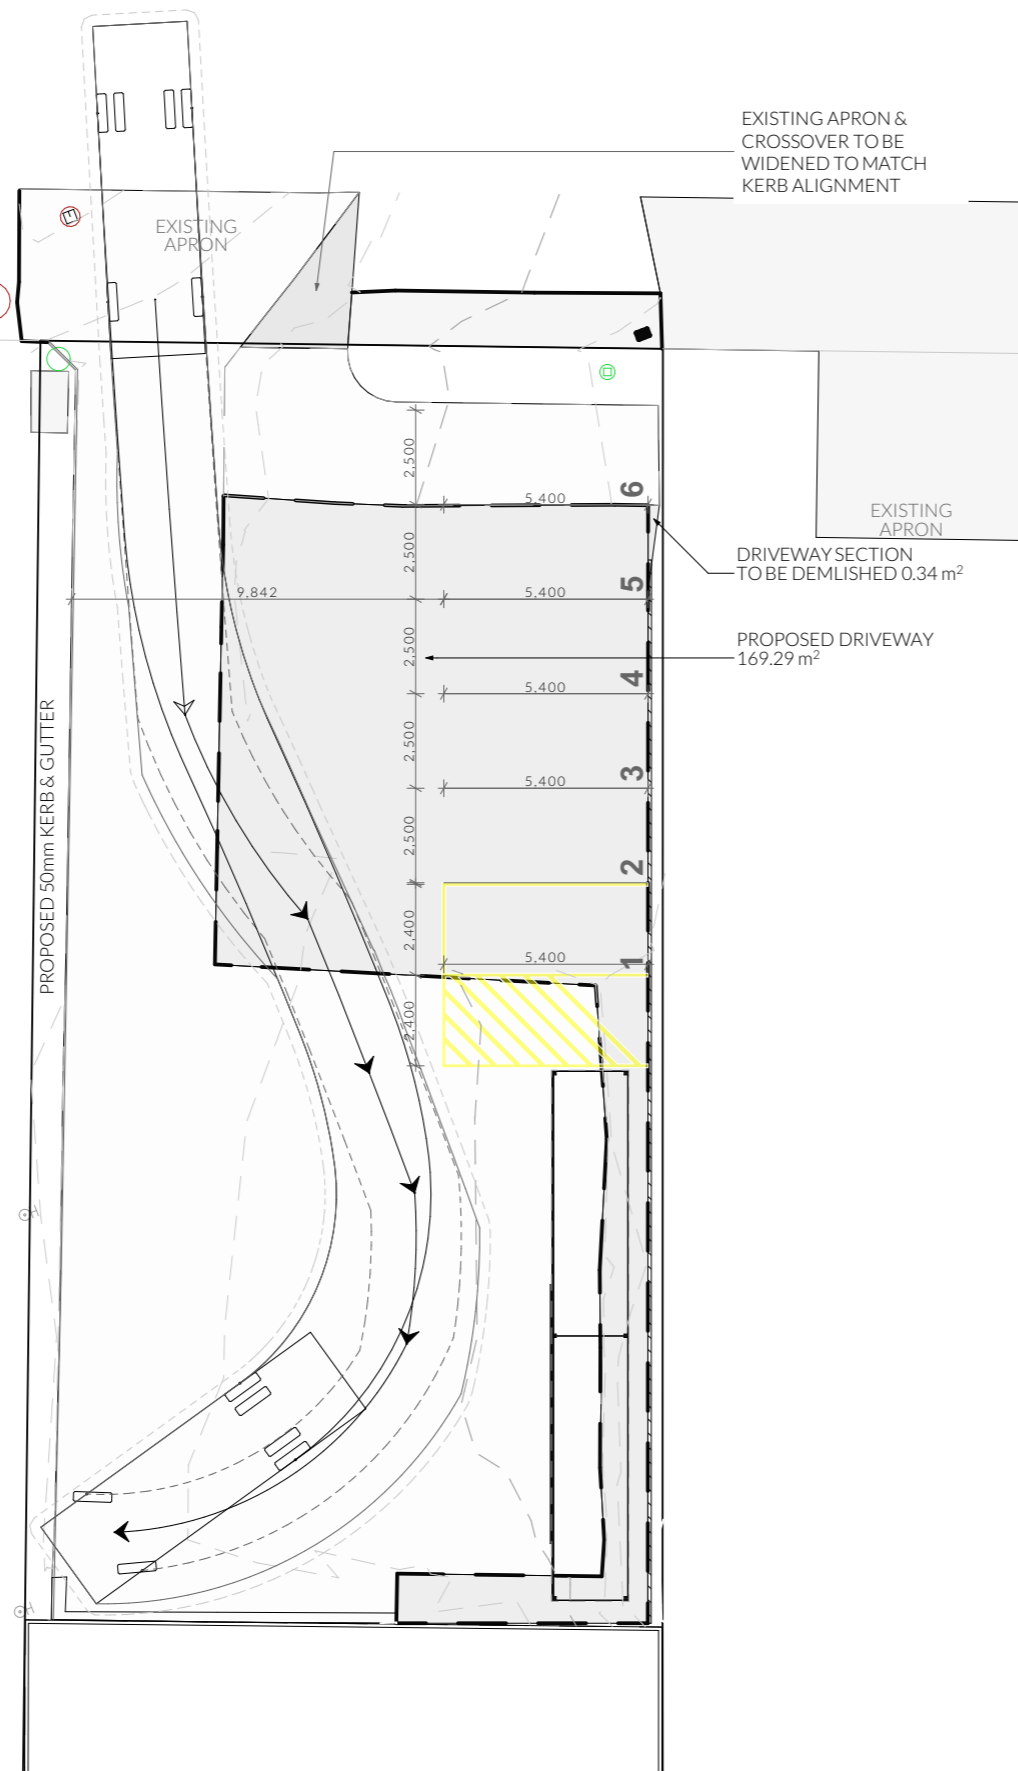 EXISTING APRON &
CROSSOVER TO BE
WIDENED TO MATCH
KERB ALIGNMENT
E
EXISTING
APRON
2,500
6
5,400
EXISTING
APRON
2,500
DRIVEWAY SECTION
TO BE DEMLISHED 0.34 m²
5
9,842
5,400
2,500
PROPOSED DRIVEWAY
169.29 m²
4
5,400
PROPOSED 50mm KERB & GUTTER
2,500
3
5,400
2,500
2
2,400
1
5,400
2,400
H
H